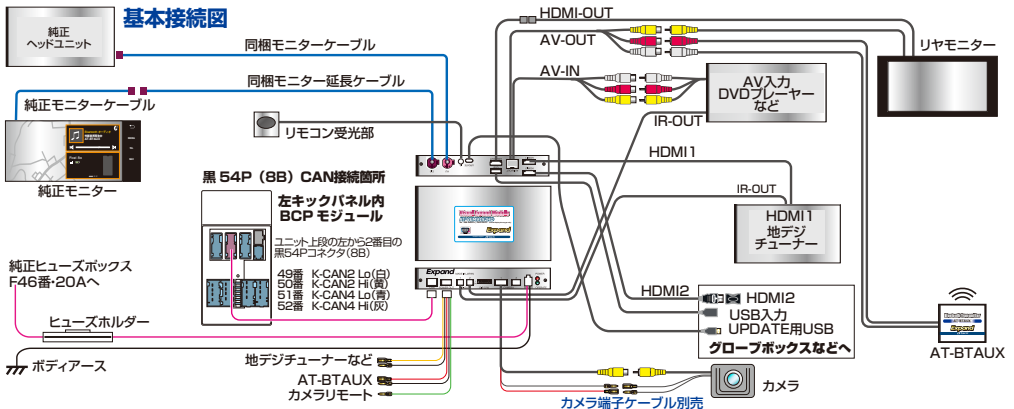 基本接続図
純正
ヘッドユニット
同梱モニターケーブル
同梱モニター延長ケーブル
純正モニターケーブル
純正モニター
リモコン受光部
HDMI-OUT
AV-OUT
AV-IN
リヤモニター
AV入力
DVDプレーヤー
など
IR-OUT
HDMI1
IR-OUT
HDMI1
地デジ
チューナー
黒54P（8B）CAN接続箇所
左キックパネル内
BCPモジュール
ユニット上段の左から2番目の
黒54Pコネクタ(8B)
49番 K-CAN2 Lo(白)
50番 K-CAN2 Hi(黄)
51番 K-CAN4 Lo(青)
52番 K-CAN4 Hi(灰)
Expand
Expand
純正ヒューズボックス
F46番・20Aへ
ヒューズホルダー
ボディアース
地デジチューナーなど
AT-BTAUX
カメラリモート
HDMI2
HDMI2
USB入力
UPDATE用USB
グローブボックスなどへ
Expand
AT-BTAUX
カメラ
カメラ端子ケーブル別売